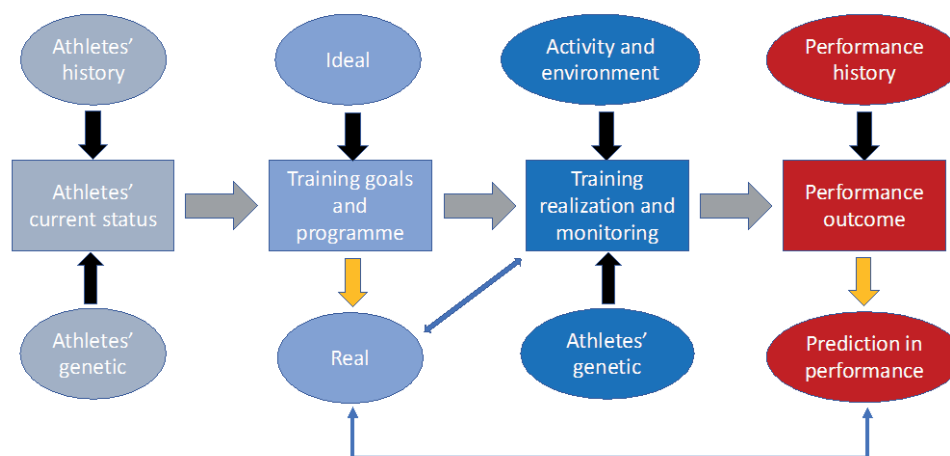 Athletes’
history
Ideal
Activity and
environment
Performance
history
Athletes’
current status
Training goals
and
programme
Training
realization and
monitoring
Performance
outcome
Athletes’
genetic
Real
Athletes’
genetic
Prediction in
performance